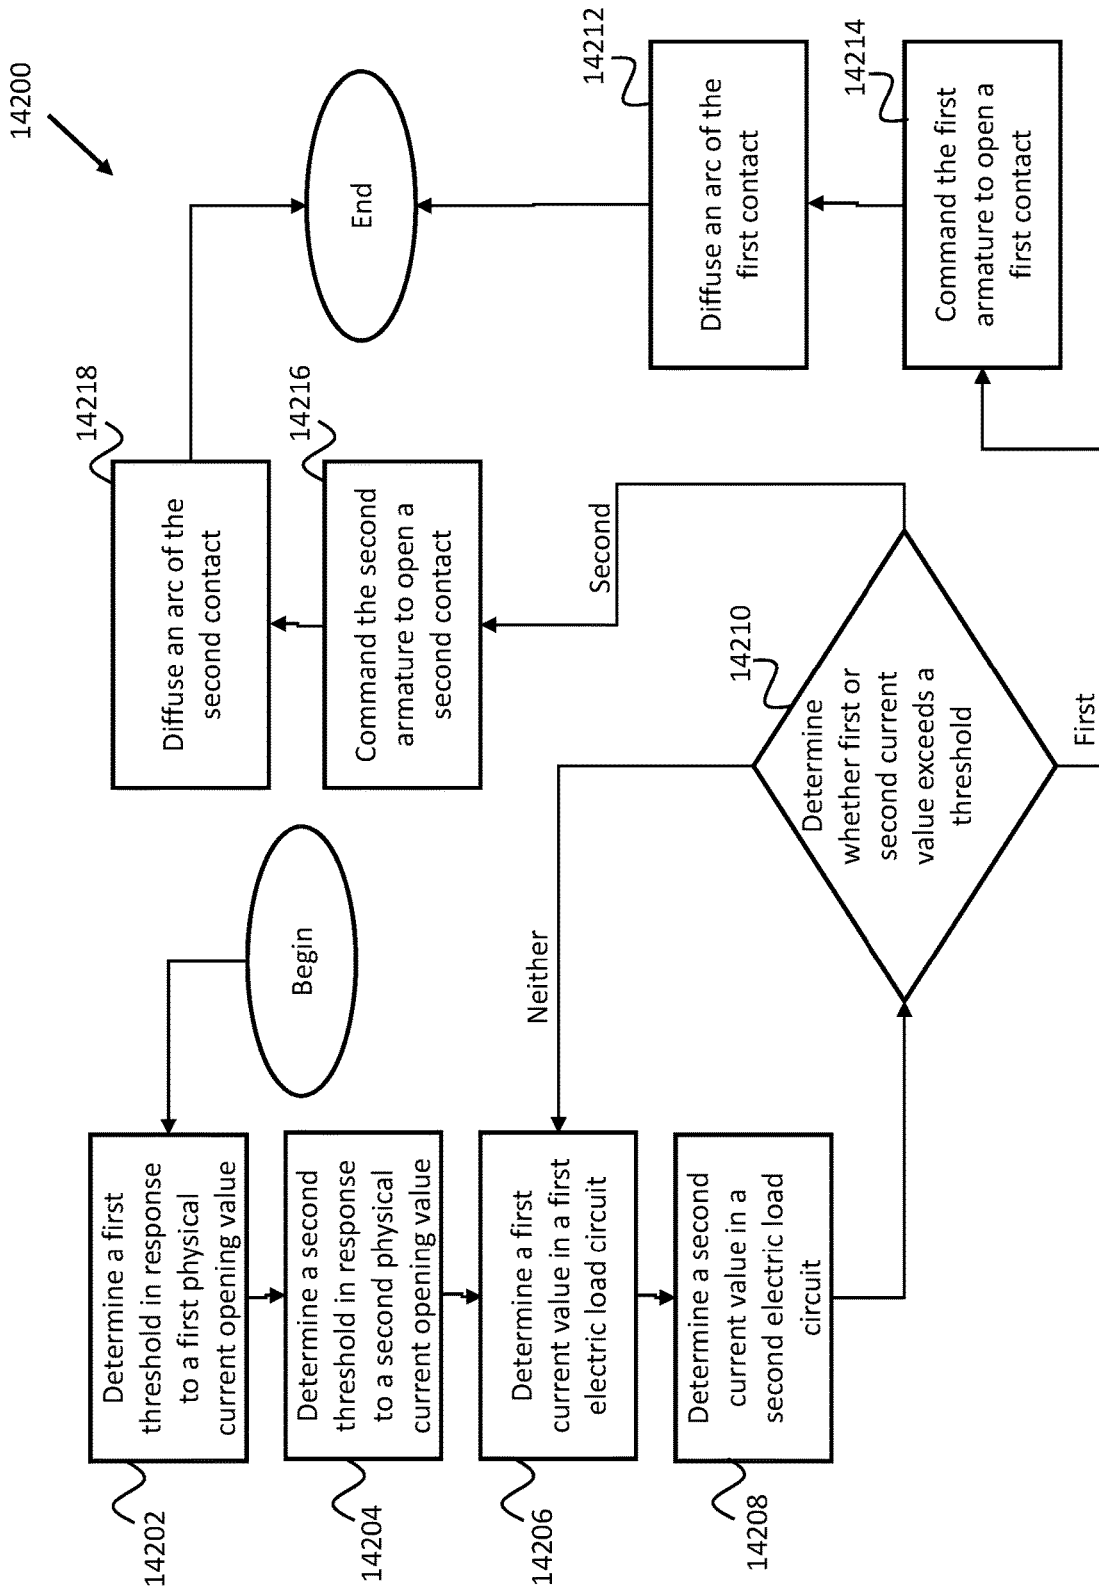 14200
Begin
14202
Determine a first
threshold in response
to a first physical
current opening value
14204
Determine a second
threshold in response
to a second physical
current opening value
14206
Determine a first
current value in a first
electric load circuit
14208
Determine a second
current value in a
second electric load
circuit
14210
Determine
whether first or
second current
value exceeds a
threshold
Neither
Second
First
14218
Diffuse an arc of the
second contact
14216
Command the second
armature to open a
second contact
End
14212
Diffuse an arc of the
first contact
14214
Command the first
armature to open a
first contact